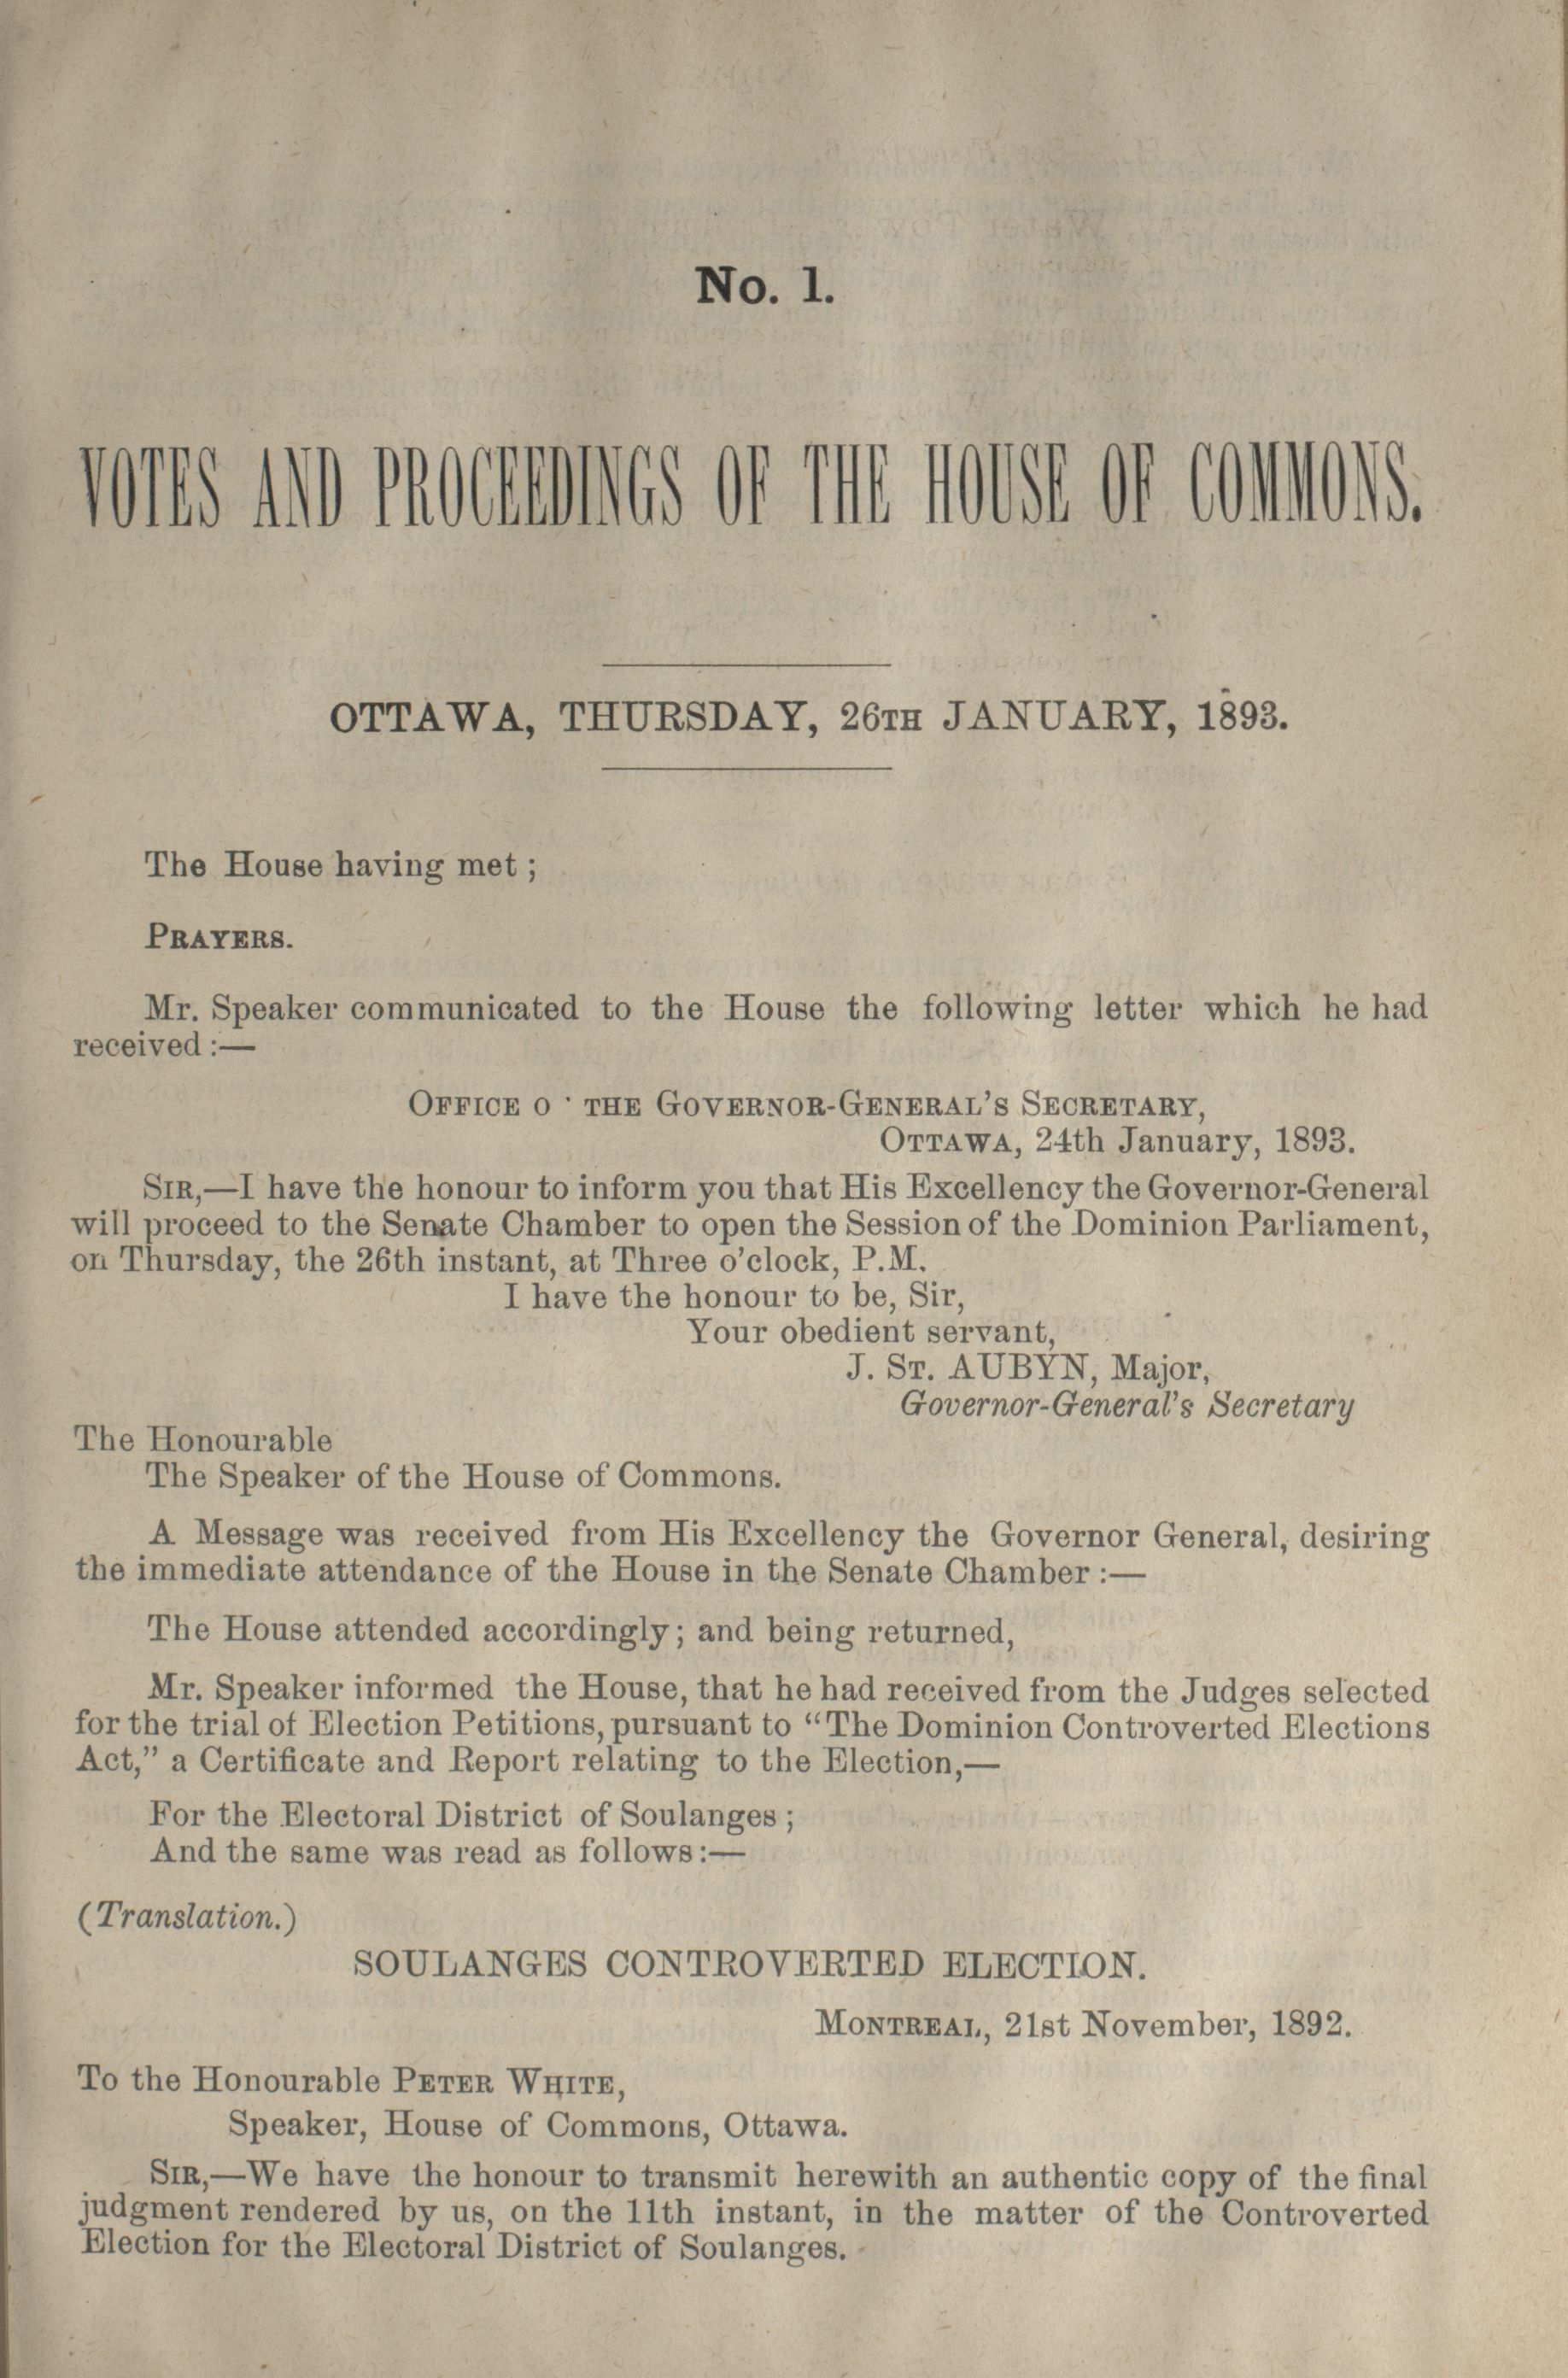 No. 1.
VOTES AND PROCEEDINGS OF THE HOUSE OF COMMONS.
OTTAWA, THURSDAY, 26TH JANUARY, 1893.
The House having met ;
PRAYERS.
Mr. Speaker communicated to the House the following letter which he had
received :—
OFFICE O ' THE GOVERNOR-GENERAL'S SECRETARY,
OTTAWA, 24th January, 1893.
SIR,—I have the honour to inform you that His Excellency the Governor-General
will proceed to the Senate Chamber to open the Session of the Dominion Parliament,
on Thursday, the 26th instant, at Three o'clock, P.M.
I have the honour to be, Sir,
Your obedient servant,
J. ST. AUBYN, Major,
Governor-General's Secretary
The Honourable
The Speaker of the House of Commons.
A Message was received from His Excellency the Governor General, desiring
the immediate attendance of the House in the Senate Chamber :—
The House attended accordingly ; and being returned,
Mr. Speaker informed the House, that he had received from the Judges selected
for the trial of Election Petitions, pursuant to "The Dominion Controverted Elections
Act," a Certificate and Report relating to the Election,—
For the Electoral District of Soulanges ;
And the same was read as follows :—
(Translation.)
SOULANGES CONTROVERTED ELECTION.
MONTREAL, 21st November, 1892.
To the Honourable PETER WHITE,
Speaker, House of Commons, Ottawa.
SIR,—We have the honour to transmit herewith an authentic copy of the final
judgment rendered by us, on the 11th instant, in the matter of the Controverted
Election for the Electoral District of Soulanges.